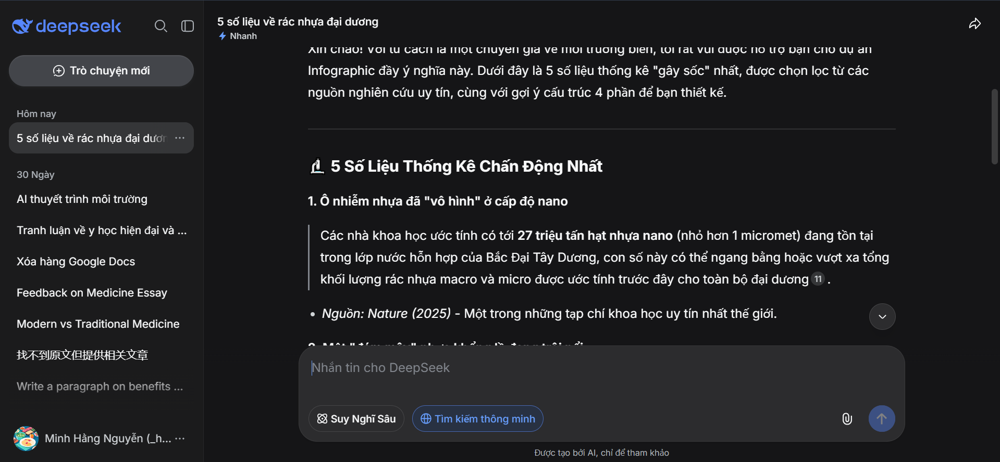 deepseek
Trò chuyện mới
Hôm nay
5 số liệu về rác nhựa đại dươn
30 Ngày
AI thuyết trình môi trường
Tranh luận về y học hiện đại và ...
Xóa hàng Google Docs
Feedback on Medicine Essay
Modern vs Traditional Medicine
找不到原文但提供相关文章
Write a paragraph on benefits ...
Minh Hằng Nguyễn (_h...
5 số liệu về rác nhựa đại dương
Nhanh
Xin chào! Với tư cách là một chuyên gia về môi trường biển, tôi rất vui được hỗ trợ bạn cho dự án
Infographic đầy ý nghĩa này. Dưới đây là 5 số liệu thống kê "gây sốc" nhất, được chọn lọc từ các
nguồn nghiên cứu uy tín, cùng với gợi ý cấu trúc 4 phần để bạn thiết kế.
5 Số Liệu Thống Kê Chấn Động Nhất
1. Ô nhiễm nhựa đã "vô hình" ở cấp độ nano
Các nhà khoa học ước tính có tới 27 triệu tấn hạt nhựa nano (nhỏ hơn 1 micromet) đang tồn tại
trong lớp nước hỗn hợp của Bắc Đại Tây Dương, con số này có thể ngang bằng hoặc vượt xa tổng
khối lượng rác nhựa macro và micro được ước tính trước đây cho toàn bộ đại dương 11 .
Nguồn: Nature (2025) - Một trong những tạp chí khoa học uy tín nhất thế giới.
2. Một "đám mây" nhựa khổng lồ đang trôi nổi
Nhắn tin cho DeepSeek
Suy Nghĩ Sâu
Tìm kiếm thông minh
Được tạo bởi AI, chỉ để tham khảo